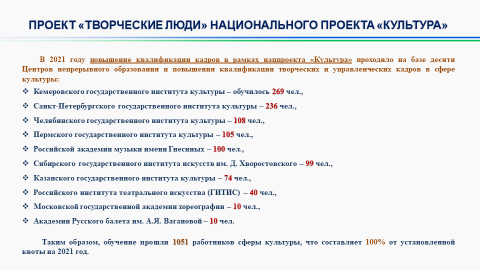 ПРОЕКТ «ТВОРЧЕСКИЕ ЛЮДИ» НАЦИОНАЛЬНОГО ПРОЕКТА «КУЛЬТУРА»
В 2021 году повышение квалификации кадров в рамках нацпроекта «Культура» проходило на базе десяти
Центров непрерывного образования и повышения квалификации творческих и управленческих кадров в сфере
культуры:
❖ Кемеровского государственного института культуры – обучилось 269 чел.,
❖ Санкт-Петербургского государственного института культуры – 236 чел.,
❖ Челябинского государственного института культуры – 108 чел.,
❖ Пермского государственного института культуры – 105 чел.,
❖ Российской академии музыки имени Гнесиных – 100 чел.,
❖ Сибирского государственного института искусств им. Д. Хворостовского – 99 чел.,
❖ Казанского государственного института культуры – 74 чел.,
❖ Российского института театрального искусства (ГИТИС) – 40 чел.,
❖ Московской государственной академии хореографии – 10 чел.,
❖ Академии Русского балета им. А.Я. Вагановой – 10 чел.
Таким образом, обучение прошли 1051 работников сферы культуры, что составляет 100% от установленной
квоты на 2021 год.